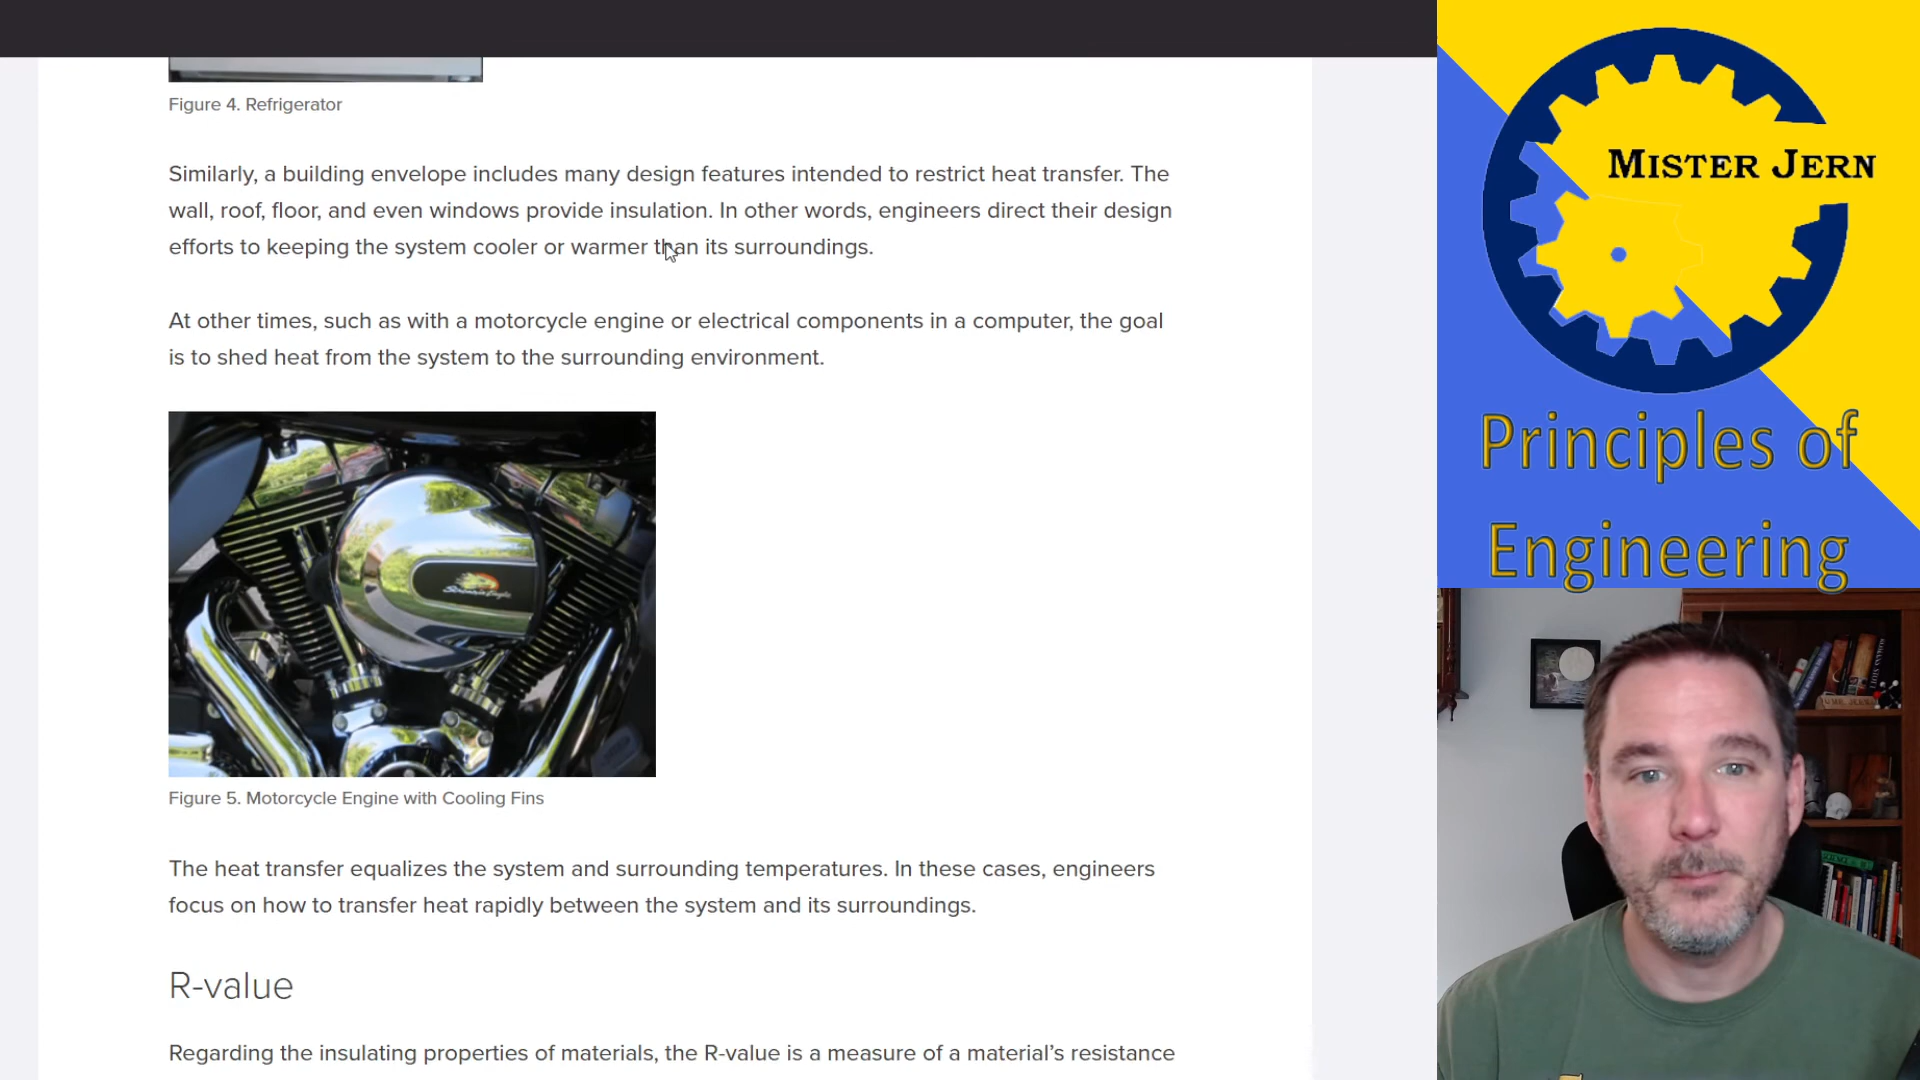 Figure 4. Refrigerator
Similarly, a building envelope includes many design features intended to restrict heat transfer. The
wall, roof, floor, and even windows provide insulation. In other words, engineers direct their design
efforts to keeping the system cooler or warmer than its surroundings.
At other times, such as with a motorcycle engine or electrical components in a computer, the goal
is to shed heat from the system to the surrounding environment.
Screamin Eagle
Figure 5. Motorcycle Engine with Cooling Fins
The heat transfer equalizes the system and surrounding temperatures. In these cases, engineers
focus on how to transfer heat rapidly between the system and its surroundings.
R-value
Regarding the insulating properties of materials, the R-value is a measure of a material’s resistance
MISTER JERN
Principles of
Engineering